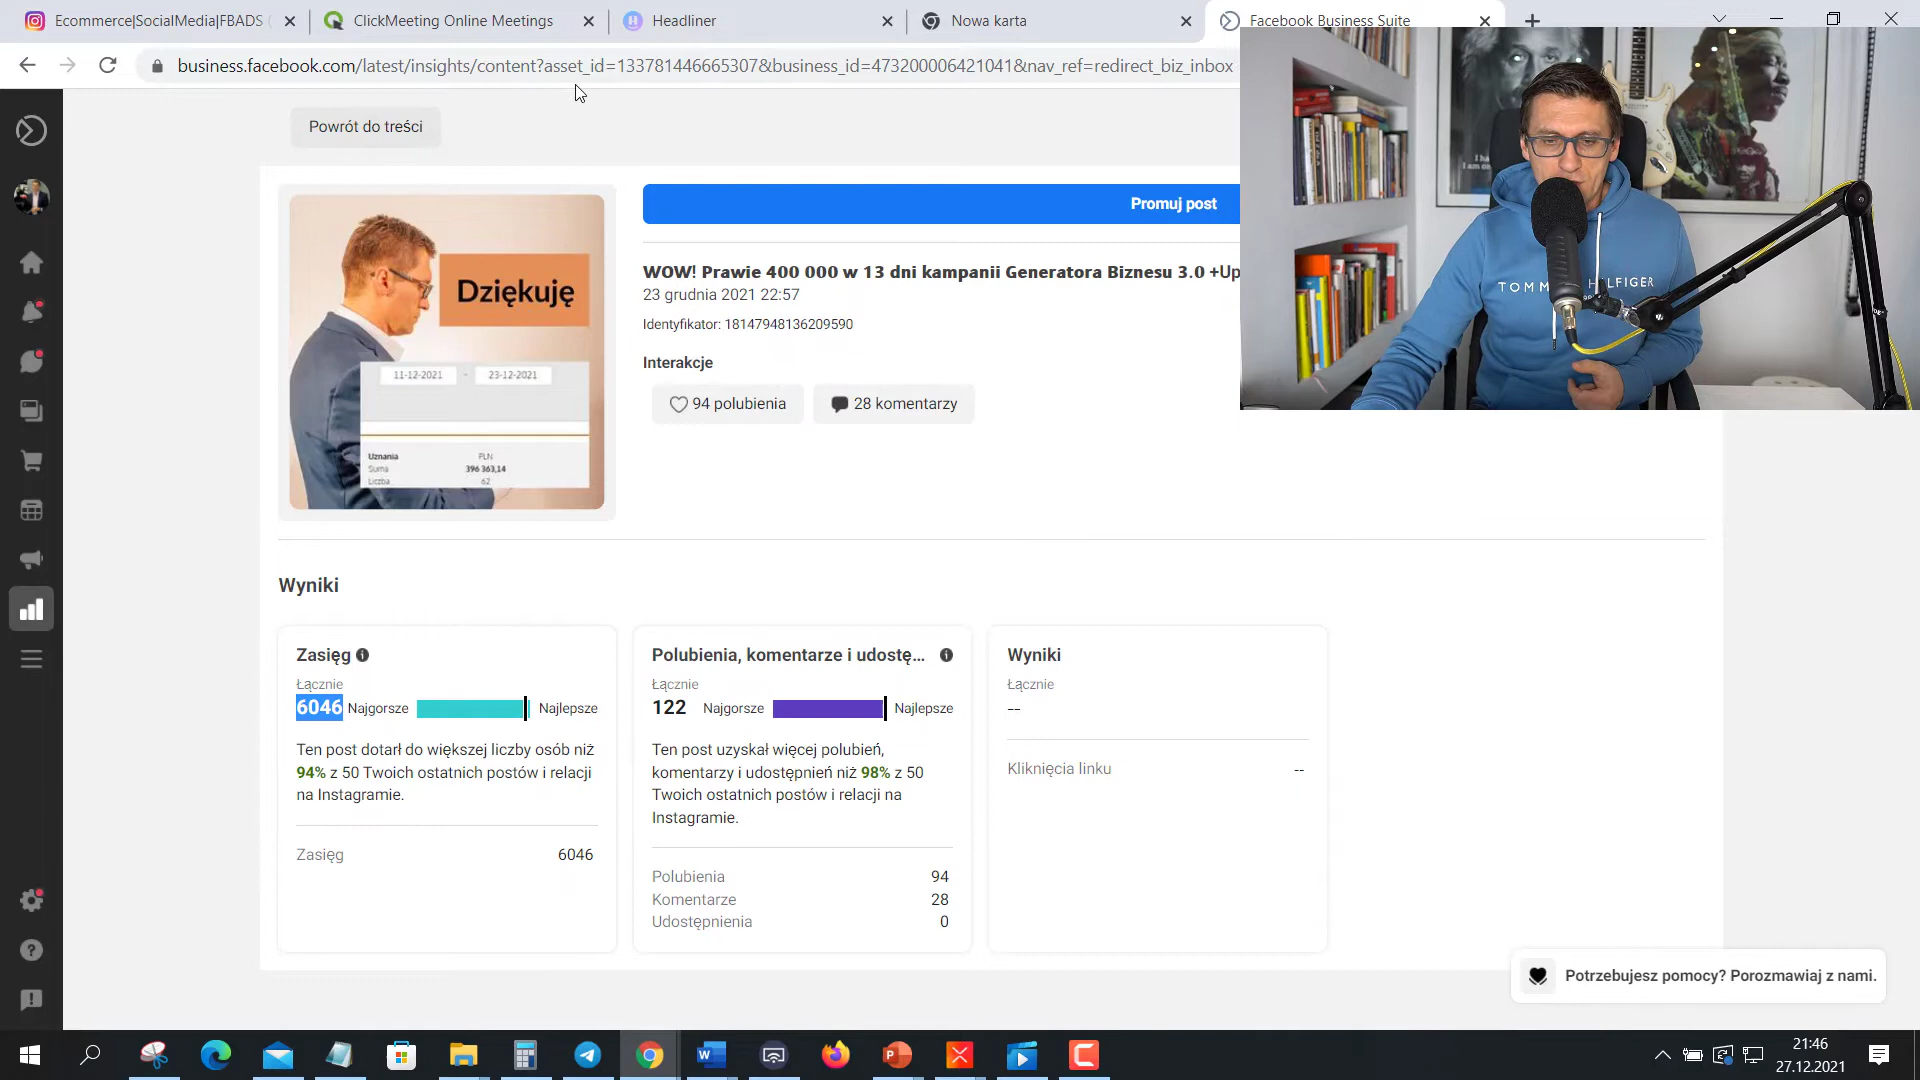 Ecommerce|SocialMedia|FBADS (
ClickMeeting Online Meetings
Headliner
Nowa karta
Facebook Business Suite
business.facebook.com/latest/insights/content?asset_id=133781446665307&business_id=473200006421041&nav_ref=redirect_biz_inbox
Powrót do treści
Dziękuję
11-12-2021 - 23-12-2021
Uznania PLN
Suma 396 363,14
Liczba 62
Promuj post
WOW! Prawie 400 000 w 13 dni kampanii Generatora Biznesu 3.0 +Up
23 grudnia 2021 22:57
Identyfikator: 18147948136209590
Interakcje
94 polubienia
28 komentarzy
Wyniki
Zasięg
Łącznie
6046 Najgorsze Najlepsze
Ten post dotarł do większej liczby osób niż
94% z 50 Twoich ostatnich postów i relacji
na Instagramie.
Zasięg 6046
Polubienia, komentarze i udostę...
Łącznie
122 Najgorsze Najlepsze
Ten post uzyskał więcej polubień,
komentarzy i udostępnień niż 98% z 50
Twoich ostatnich postów i relacji na
Instagramie.
Polubienia 94
Komentarze 28
Udostępnienia 0
Wyniki
Łącznie
--
Kliknięcia linku --
Potrzebujesz pomocy? Porozmawiaj z nami.
21:46
27.12.2021